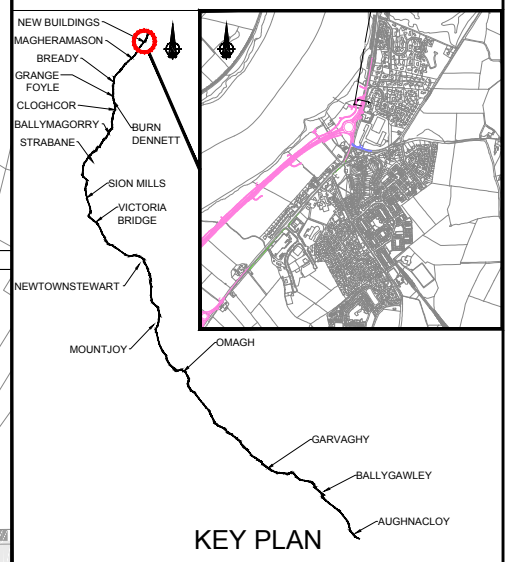 NEW BUILDINGS
MAGHERAMASON
BREADY
GRANGE
FOYLE
CLOGHCOR
BURN
DENNETT
BALLYMAGORRY
STRABANE
SION MILLS
VICTORIA
BRIDGE
NEWTOWNSTEWART
MOUNTJOY
OMAGH
GARVAGHY
BALLYGAWLEY
AUGHNACLOY
KEY PLAN